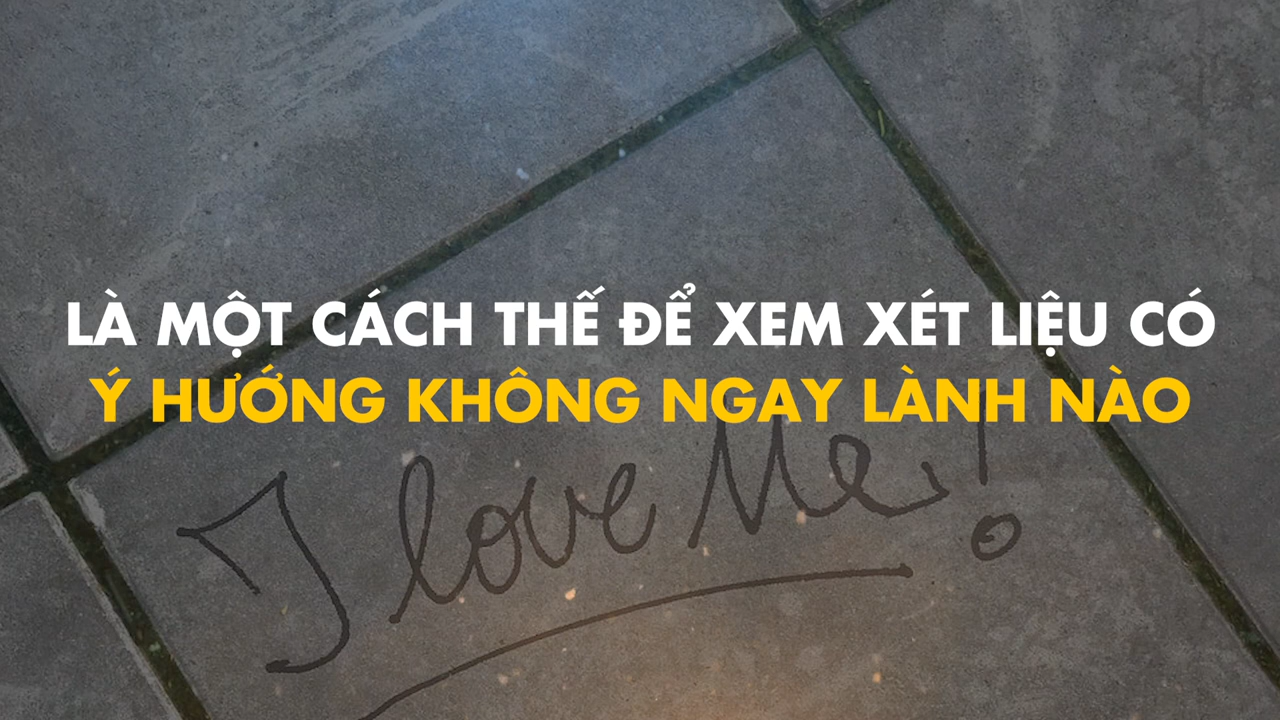 LÀ MỘT CÁCH THẾ ĐỂ XEM XÉT LIỆU CÓ
Ý HƯỚNG KHÔNG NGAY LÀNH NÀO
I love Me!